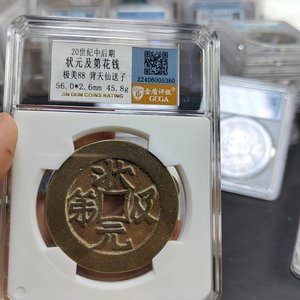 20世纪中后期
状元及第花钱
极美88 背天仙送子
56.0*2.6mm 45.8g
JIN DUN COINS RATING
22406005360
金盾评级
GCGA
状元
第